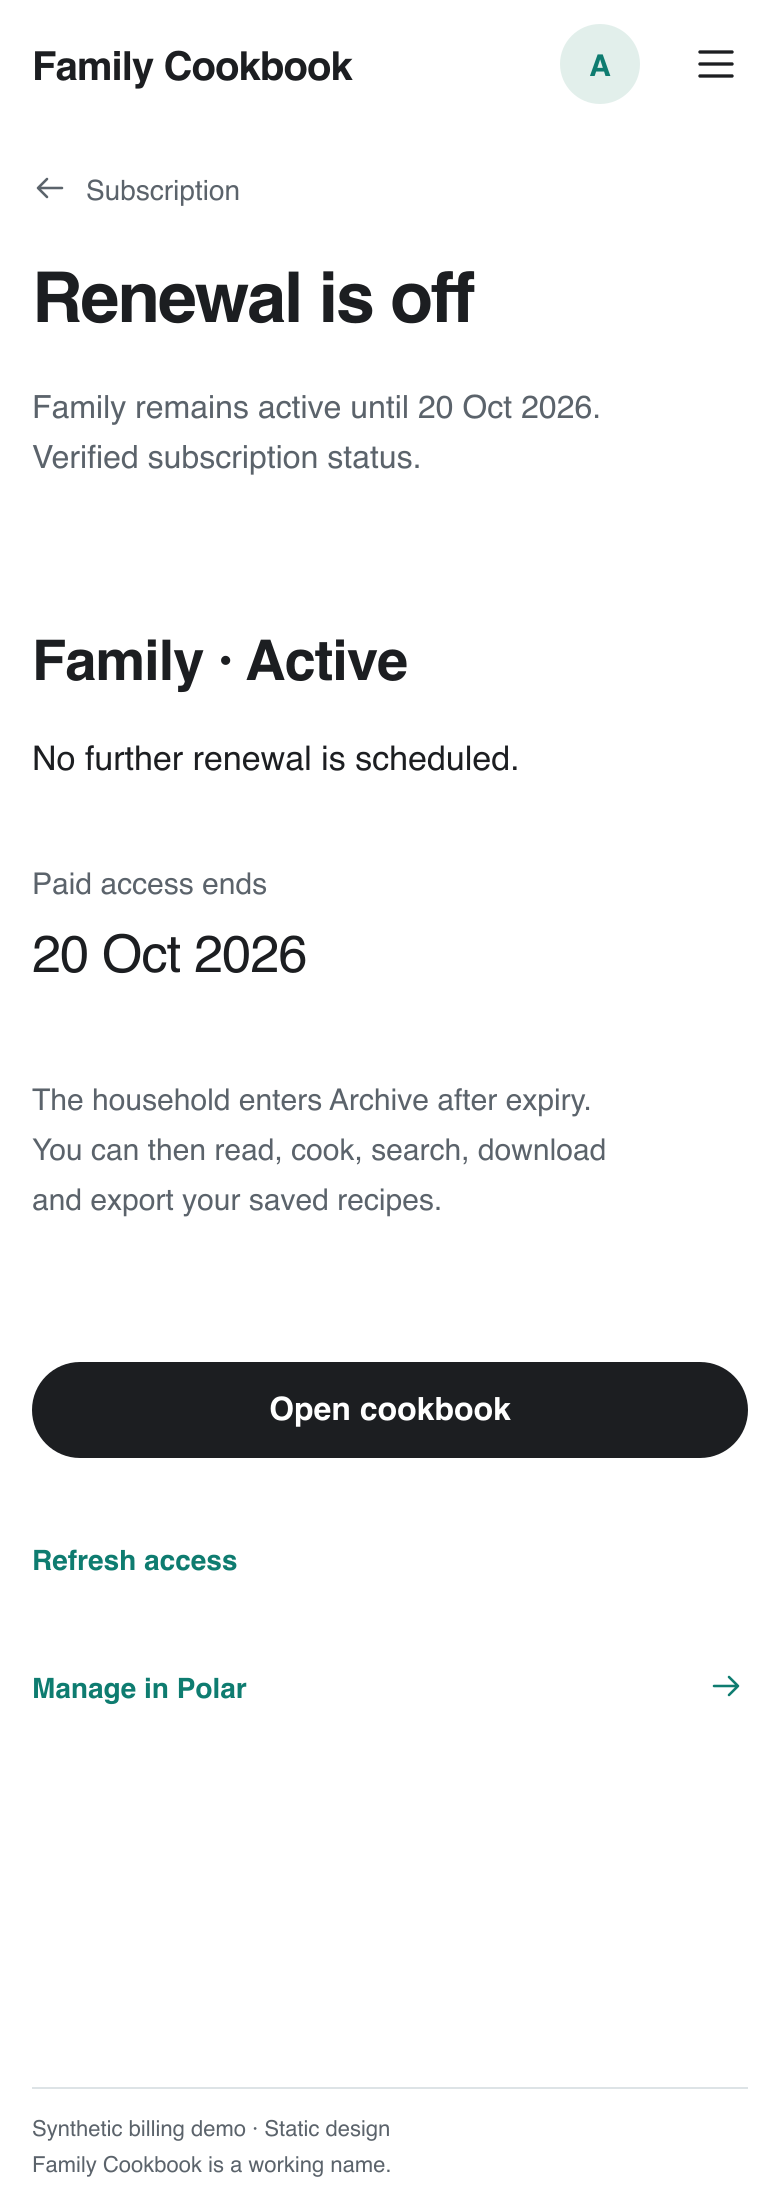 Family Cookbook
A
Subscription
Renewal is off
Family remains active until 20 Oct 2026.
Verified subscription status.
Family · Active
No further renewal is scheduled.
Paid access ends
20 Oct 2026
The household enters Archive after expiry.
You can then read, cook, search, download
and export your saved recipes.
Open cookbook
Refresh access
Manage in Polar
Synthetic billing demo · Static design
Family Cookbook is a working name.